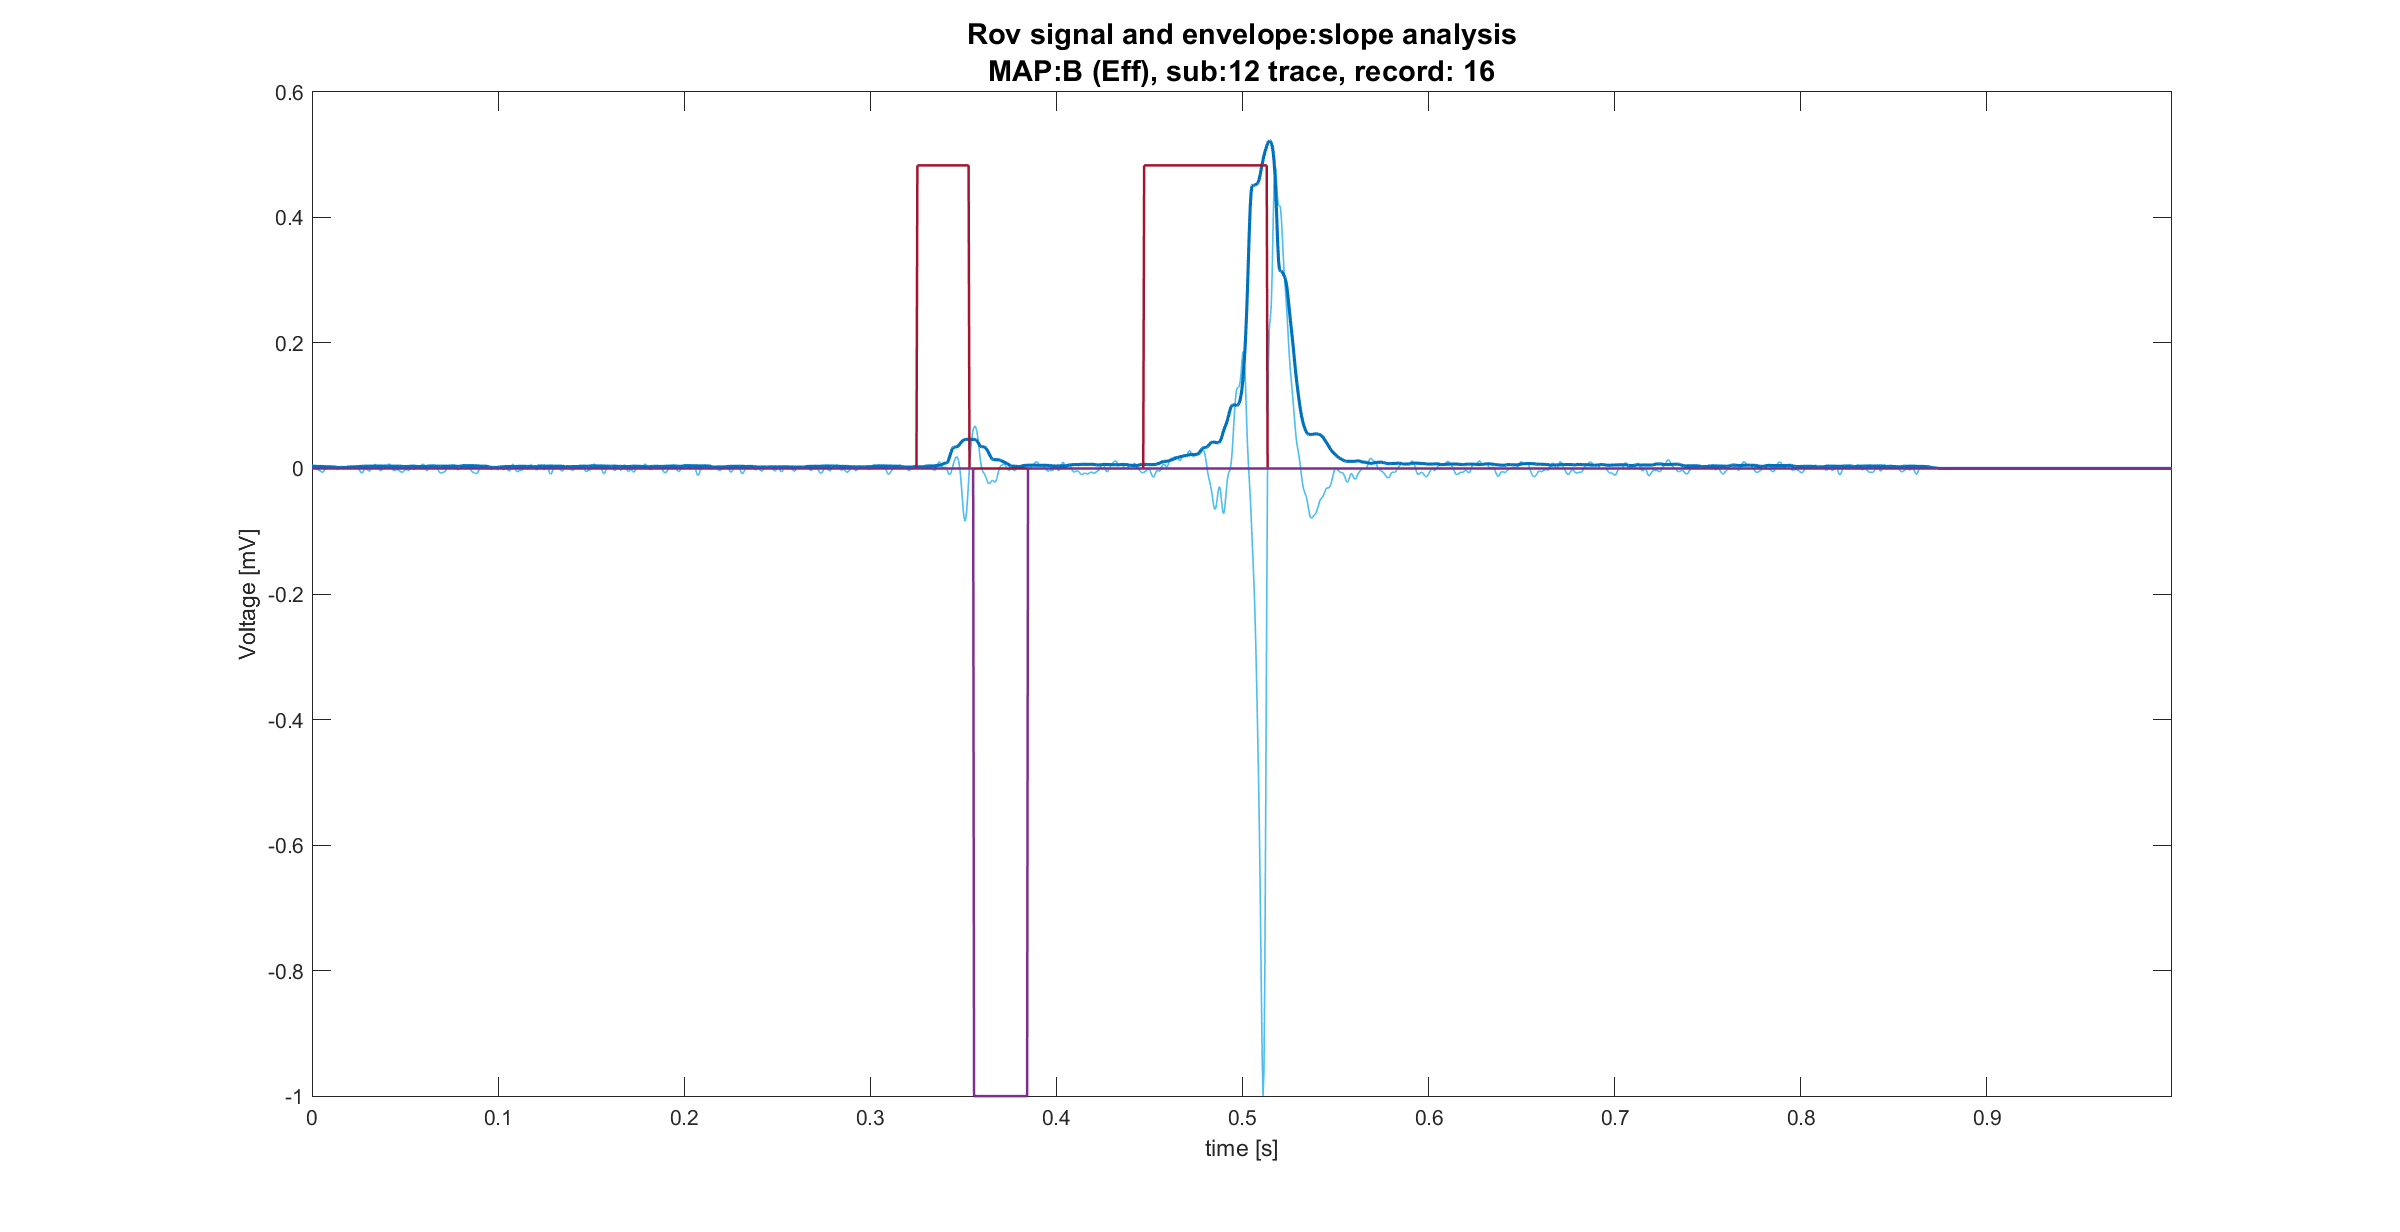 Rov signal and envelope:slope analysis
MAP:B (Eff), sub:12 trace, record: 16
0.6
0.4
0.2
0
-0.2
-0.4
-0.6
-0.8
-1
Voltage [mV]
0 0.1 0.2 0.3 0.4 0.5 0.6 0.7 0.8 0.9
time [s]